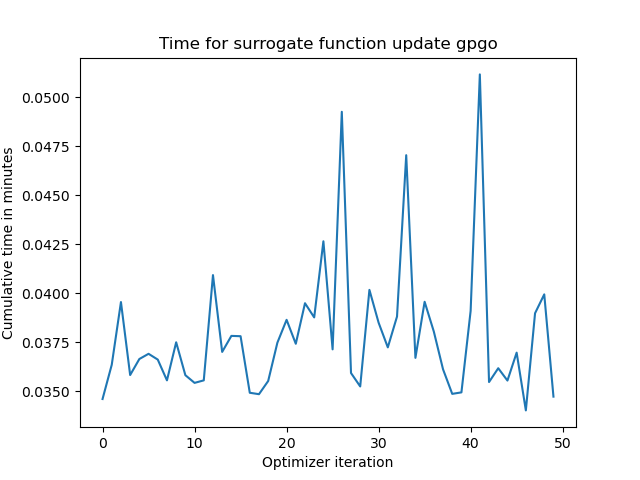 Time for surrogate function update gpgo
Cumulative time in minutes
0.0500
0.0475
0.0450
0.0425
0.0400
0.0375
0.0350
0 10 20 30 40 50
Optimizer iteration